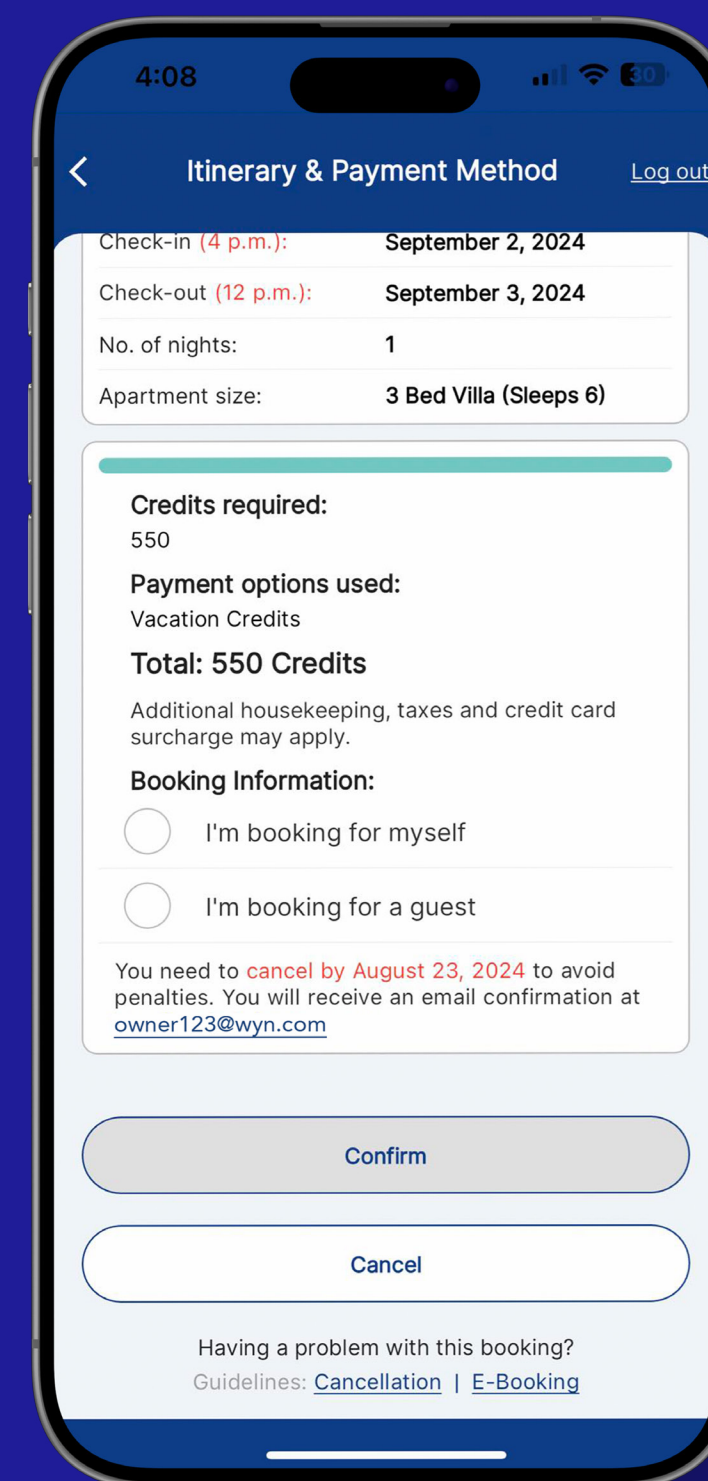 4:08
30
Itinerary & Payment Method
Log out
Check-in (4 p.m.): September 2, 2024
Check-out (12 p.m.): September 3, 2024
No. of nights: 1
Apartment size: 3 Bed Villa (Sleeps 6)
Credits required:
550
Payment options used:
Vacation Credits
Total: 550 Credits
Additional housekeeping, taxes and credit card
surcharge may apply.
Booking Information:
I'm booking for myself
I'm booking for a guest
You need to cancel by August 23, 2024 to avoid
penalties. You will receive an email confirmation at
owner123@wyn.com
Confirm
Cancel
Having a problem with this booking?
Guidelines: Cancellation | E-Booking